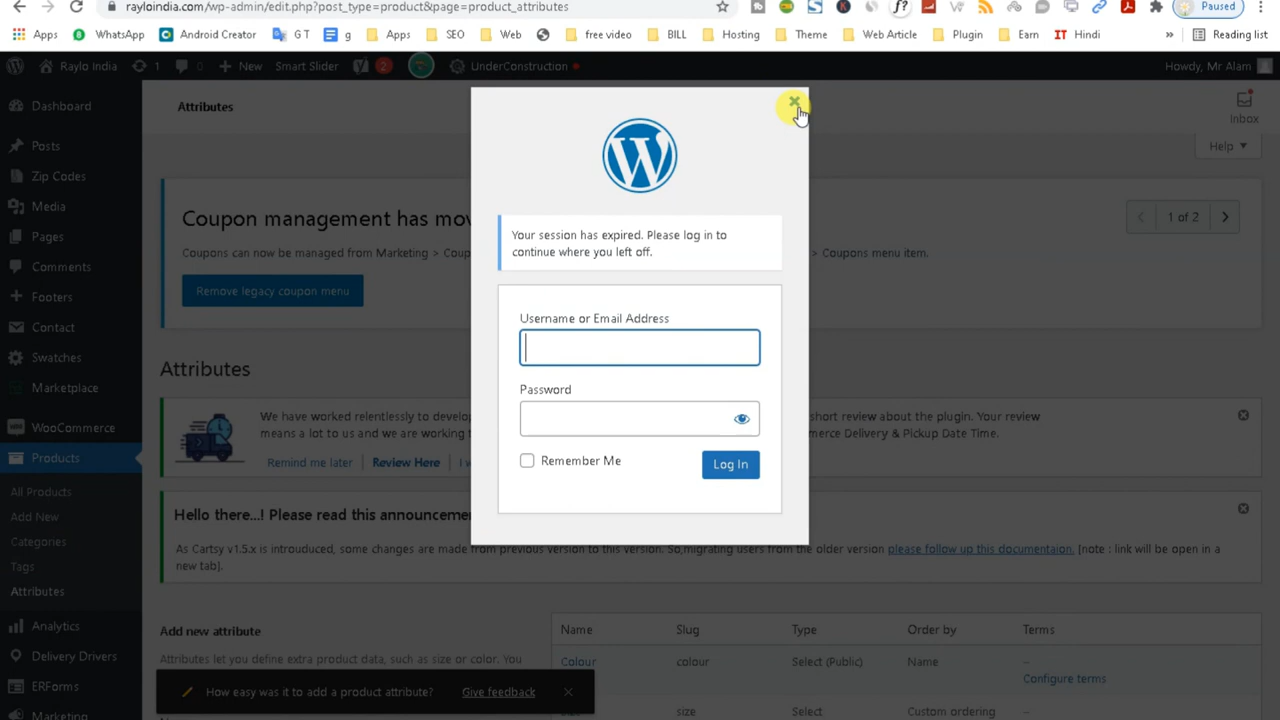 rayloindia.com/wp-admin/edit.php?post_type=product&page=product_attributes
Paused
Apps WhatsApp Android Creator G T g Apps SEO Web free video BILL Hosting Theme Web Article Plugin Earn IT Hindi » Reading list
Raylo India 1 0 + New Smart Slider 2 UnderConstruction Howdy, Mr Alam
Dashboard
Posts
Zip Codes
Media
Pages
Comments
Footers
Contact
Swatches
Marketplace
WooCommerce
Products
All Products
Add New
Categories
Tags
Attributes
Analytics
Delivery Drivers
ERForms
Marketing
Attributes
Inbox
Help
Coupon management has mov
1 of 2
Coupons can now be managed from Marketing > Coup
> Coupons menu item.
Remove legacy coupon menu
Attributes
We have worked relentlessly to develo
short review about the plugin. Your review
means a lot to us and we are working
merce Delivery & Pickup Date Time.
Remind me later Review Here I w
Hello there...! Please read this announcemen
As Cartsy v1.5.x is introuduced, some changes are made from previous version to this version. So,migrating users from the older version please follow up this documentaion. [note : link will be open in a
new tab].
Add new attribute
Attributes let you define extra product data, such as size or color. You
Name Slug Type Order by Terms
Colour colour Select (Public) Name –
Configure terms
size Select Custom ordering
How easy was it to add a product attribute? Give feedback
Your session has expired. Please log in to
continue where you left off.
Username or Email Address
Password
Remember Me
Log In